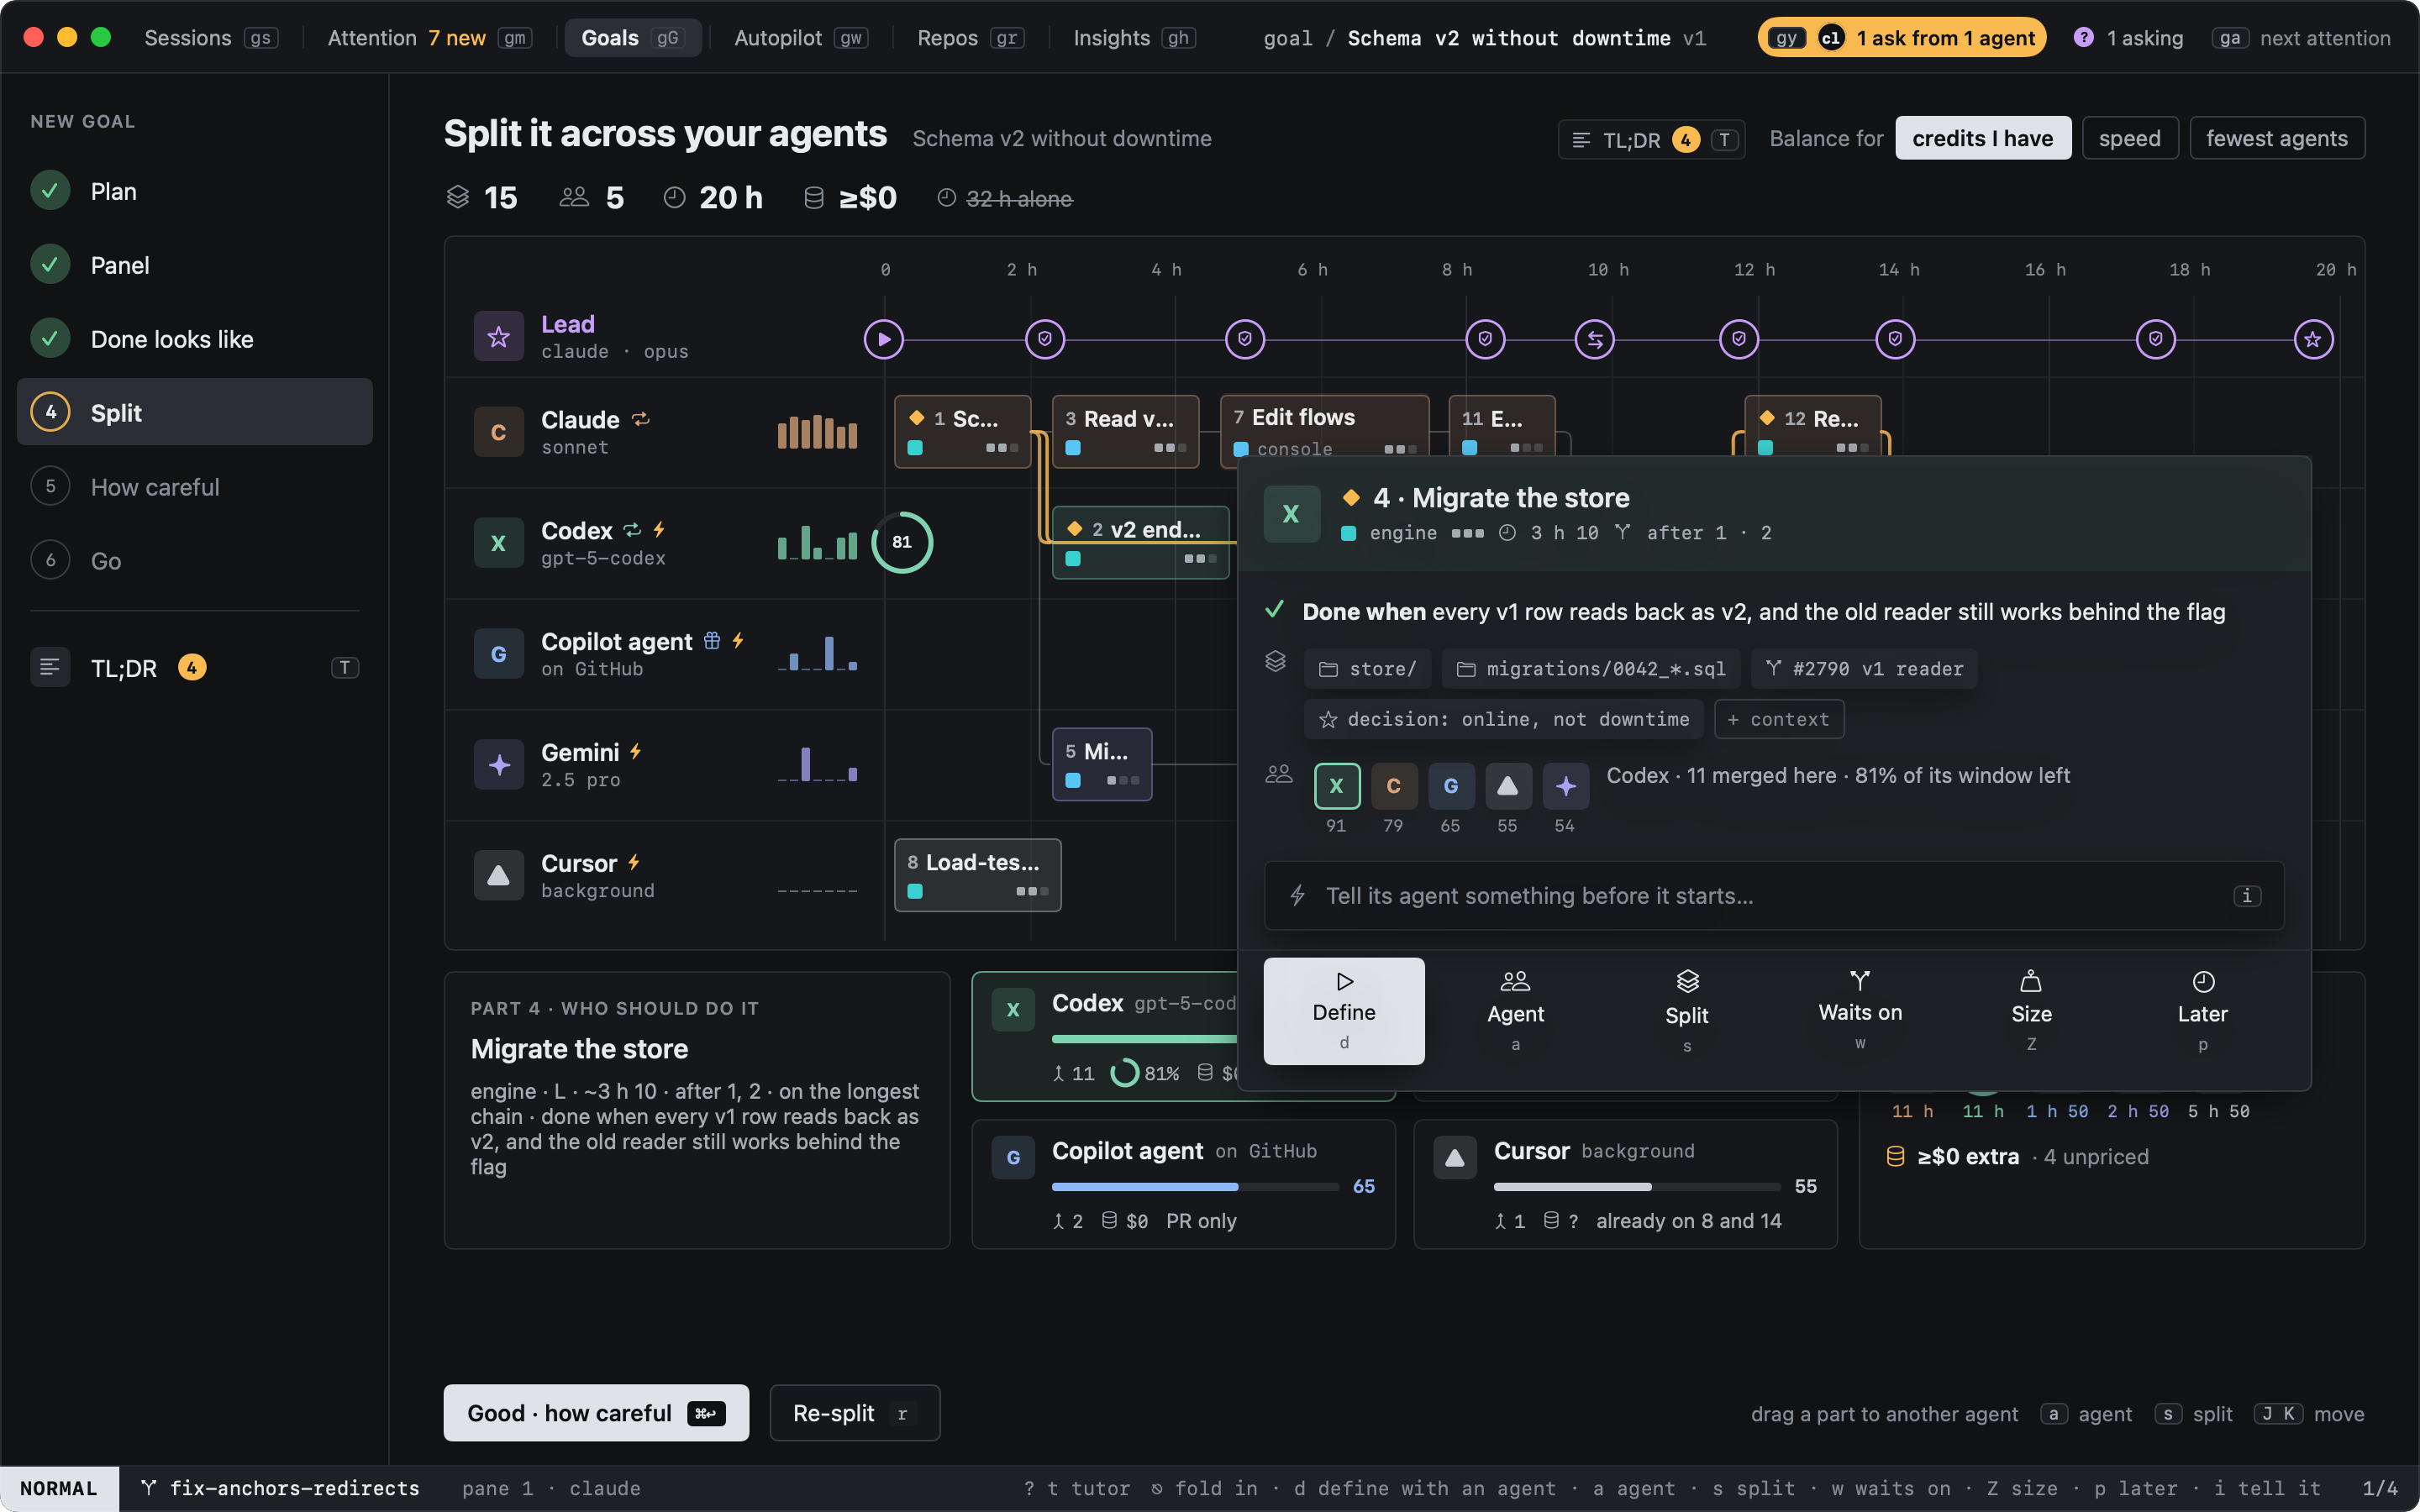 Sessions gs Attention 7 new gm Goals gG Autopilot gw Repos gr Insights gh goal / Schema v2 without downtime v1 gy cl 1 ask from 1 agent ? 1 asking ga next attention
NEW GOAL
Plan
Panel
Done looks like
4 Split
5 How careful
6 Go
TL;DR 4 T
Split it across your agents Schema v2 without downtime
TL;DR 4 T Balance for credits I have speed fewest agents
15 5 20 h ≥$0 32 h alone
0 2 h 4 h 6 h 8 h 10 h 12 h 14 h 16 h 18 h 20 h
Lead
claude · opus
C Claude
sonnet
1 Sc... 3 Read v... 7 Edit flows 11 E... 12 Re...
console
X Codex
gpt-5-codex
81
2 v2 end...
G Copilot agent
on GitHub
Gemini
2.5 pro
5 Mi...
Cursor
background
8 Load-tes...
X 4 · Migrate the store
engine 3 h 10 after 1 · 2
Done when every v1 row reads back as v2, and the old reader still works behind the flag
store/ migrations/0042_*.sql #2790 v1 reader
decision: online, not downtime + context
X C G Codex · 11 merged here · 81% of its window left
91 79 65 55 54
Tell its agent something before it starts... i
Define Agent Split Waits on Size Later
d a s w Z p
PART 4 · WHO SHOULD DO IT
Migrate the store
engine · L · ~3 h 10 · after 1, 2 · on the longest
chain · done when every v1 row reads back as
v2, and the old reader still works behind the
flag
X Codex gpt-5-cod
11 81%
G Copilot agent on GitHub
65
2 $0 PR only
Cursor background
55
1 ? already on 8 and 14
11 h 11 h 1 h 50 2 h 50 5 h 50
≥$0 extra · 4 unpriced
Good · how careful ⌘↩ Re-split r
drag a part to another agent a agent s split J K move
NORMAL fix-anchors-redirects pane 1 · claude
? t tutor ⎋ fold in · d define with an agent · a agent · s split · w waits on · Z size · p later · i tell it 1/4